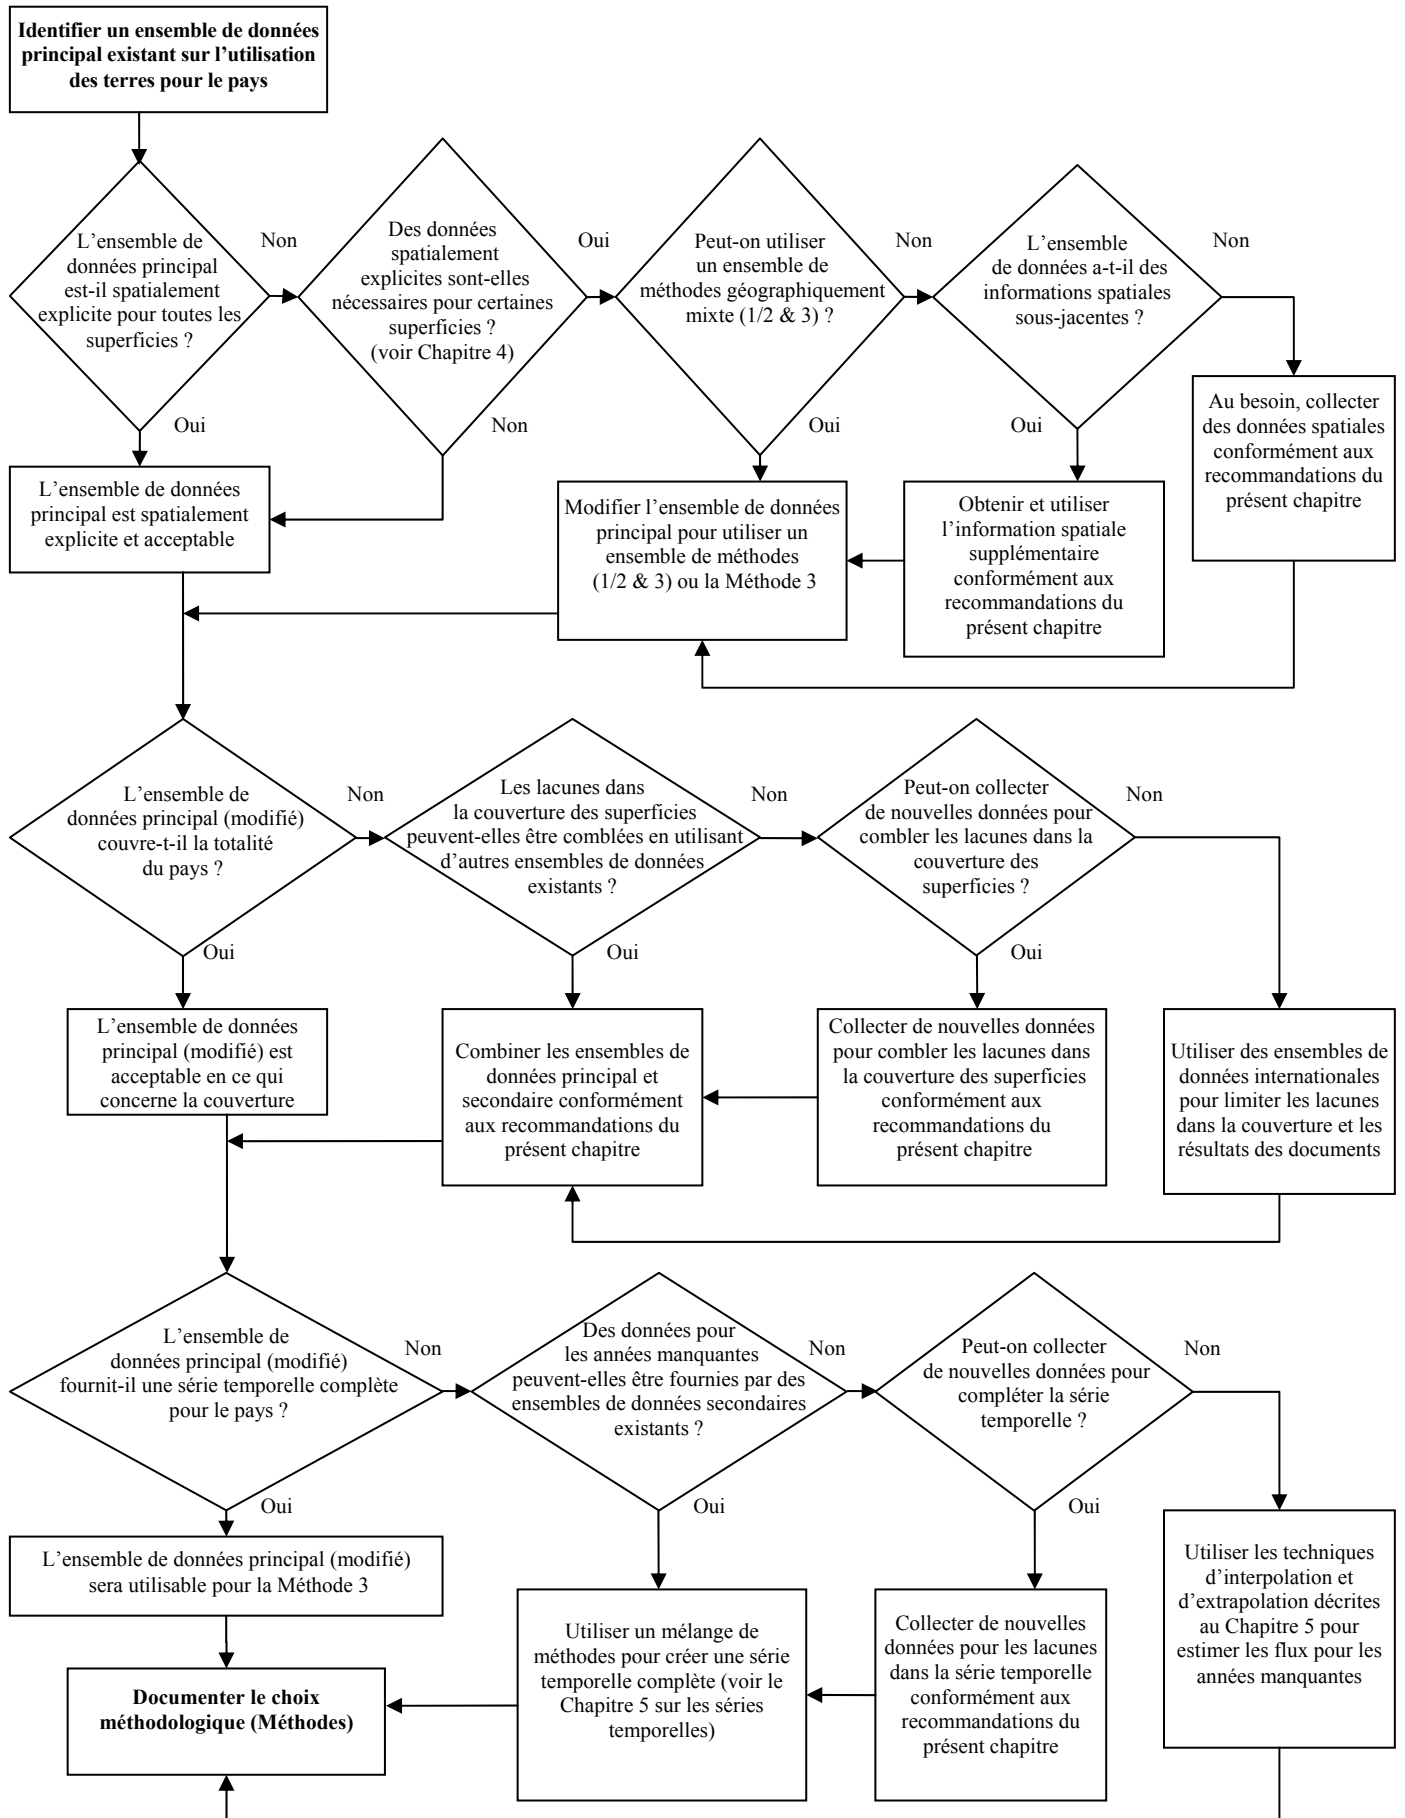 Identifier un ensemble de données
principal existant sur l’utilisation
des terres pour le pays
L’ensemble de
données principal
est-il spatialement
explicite pour toutes les
superficies ?
Non
Oui
Des données
spatialement
explicites sont-elles
nécessaires pour certaines
superficies ?
(voir Chapitre 4)
Oui
Non
Peut-on utiliser
un ensemble de
méthodes géographiquement
mixte (1/2 & 3) ?
Non
Oui
L’ensemble
de données a-t-il des
informations spatiales
sous-jacentes ?
Non
Oui
Au besoin, collecter
des données spatiales
conformément aux
recommandations du
présent chapitre
L’ensemble de données
principal est spatialement
explicite et acceptable
Modifier l’ensemble de données
principal pour utiliser un
ensemble de méthodes
(1/2 & 3) ou la Méthode 3
Obtenir et utiliser
l’information spatiale
supplémentaire
conformément aux
recommandations du
présent chapitre
L’ensemble de
données principal (modifié)
couvre-t-il la totalité
du pays ?
Non
Oui
Les lacunes dans
la couverture des superficies
peuvent-elles être comblées en utilisant
d’autres ensembles de données
existants ?
Non
Oui
Peut-on collecter
de nouvelles données pour
combler les lacunes dans la
couverture des
superficies ?
Non
Oui
L’ensemble de données
principal (modifié) est
acceptable en ce qui
concerne la couverture
Combiner les ensembles de
données principal et
secondaire conformément
aux recommandations du
présent chapitre
Collecter de nouvelles données
pour combler les lacunes dans
la couverture des superficies
conformément aux
recommandations du
présent chapitre
Utiliser des ensembles de
données internationales
pour limiter les lacunes
dans la couverture et les
résultats des documents
L’ensemble de
données principal (modifié)
fournit-il une série temporelle complète
pour le pays ?
Non
Oui
Des données pour
les années manquantes
peuvent-elles être fournies par des
ensembles de données secondaires
existants ?
Non
Oui
Peut-on collecter
de nouvelles données pour
compléter la série
temporelle ?
Non
Oui
L’ensemble de données principal (modifié)
sera utilisable pour la Méthode 3
Utiliser un mélange de
méthodes pour créer une série
temporelle complète (voir le
Chapitre 5 sur les séries
temporelles)
Collecter de nouvelles
données pour les lacunes
dans la série temporelle
conformément aux
recommandations du
présent chapitre
Utiliser les techniques
d’interpolation et
d’extrapolation décrites
au Chapitre 5 pour
estimer les flux pour les
années manquantes
Documenter le choix
méthodologique (Méthodes)